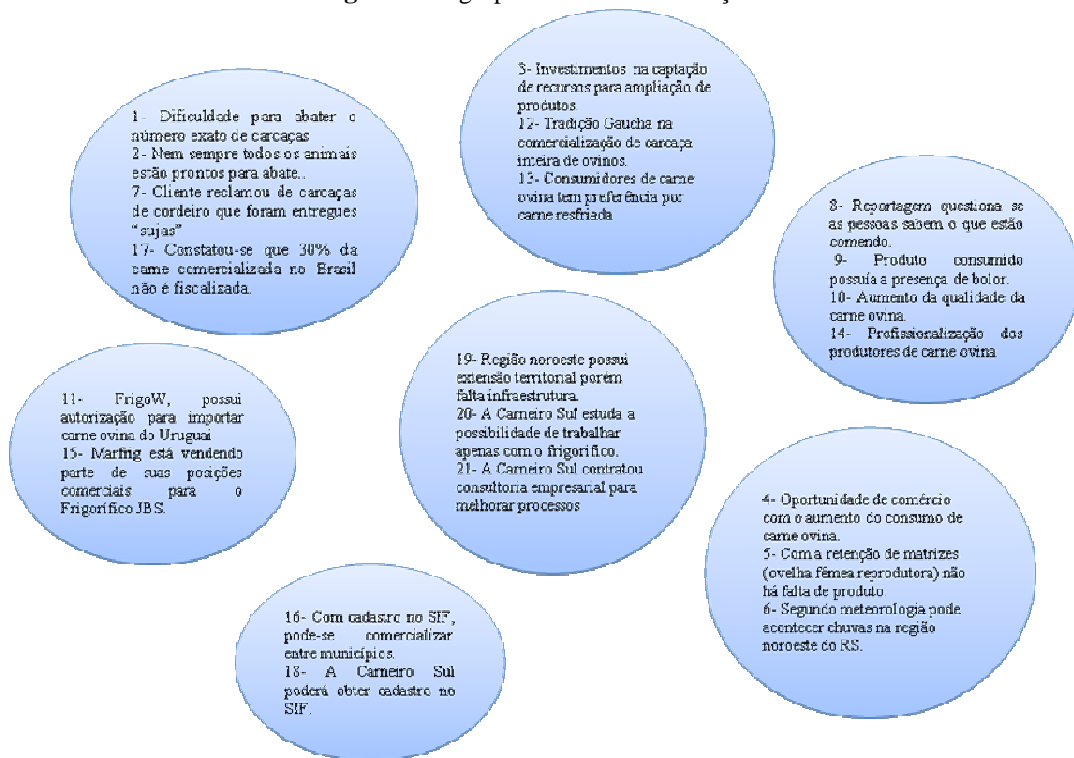 1- Dificuldade para abater o
número exato de carcaças
2- Nem sempre todos os animais
estão prontos para abate..
7- Cliente reclamou de carcaças
de cordeiro que foram entregues
“sujas”
17- Constatou-se que 30% da
carne comercializada no Brasil
não é fiscalizada.
3- Investimentos na captação
de recursos para ampliação de
produtos.
12- Tradição Gaucha na
comercialização de carcaça
inteira de ovinos.
13- Consumidores de carne
ovina tem preferência por
carne resfriada
8- Reportagem questiona se
as pessoas sabem o que estão
comendo.
9- Produto consumido
possuía a presença de bolor.
10- Aumento da qualidade da
carne ovina.
14- Profissionalização dos
produtores de carne ovina
11- FrigoW, possui
autorização para importar
carne ovina do Uruguai
15- Marfrig está vendendo
parte de suas posições
comerciais para o
Frigorífico JBS.
19- Região noroeste possui
extensão territorial porém
falta infraestrutura
20- A Carneiro Sul estuda a
possibilidade de trabalhar
apenas com o frigorífico.
21- A Carneiro Sul contratou
consultoria empresarial para
melhorar processos
4- Oportunidade de comércio
com o aumento do consumo de
carne ovina.
5- Com a retenção de matrizes
(ovelha fêmea reprodutora) não
há falta de produto
6- Segundo meteorologia pode
acontecer chuvas na região
noroeste do RS.
16- Com cadastro no SIF,
pode-se comercializar
entre municípios.
18- A Carneiro Sul
poderá obter cadastro no
SIF.